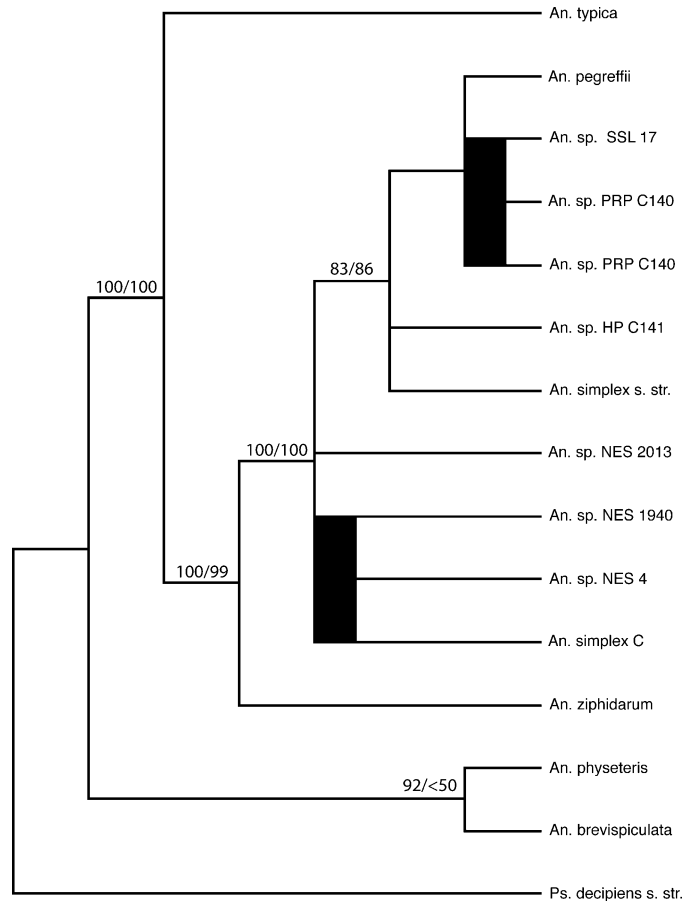 An. typica
An. pegreffii
An. sp. SSL 17
An. sp. PRP C140
An. sp. PRP C140
83/86
100/100
An. sp. HP C141
An. simplex s. str.
100/100
An. sp. NES 2013
An. sp. NES 1940
100/99
An. sp. NES 4
An. simplex C
An. ziphidarum
An. physeteris
92/<50
An. brevispiculata
Ps. decipiens s. str.